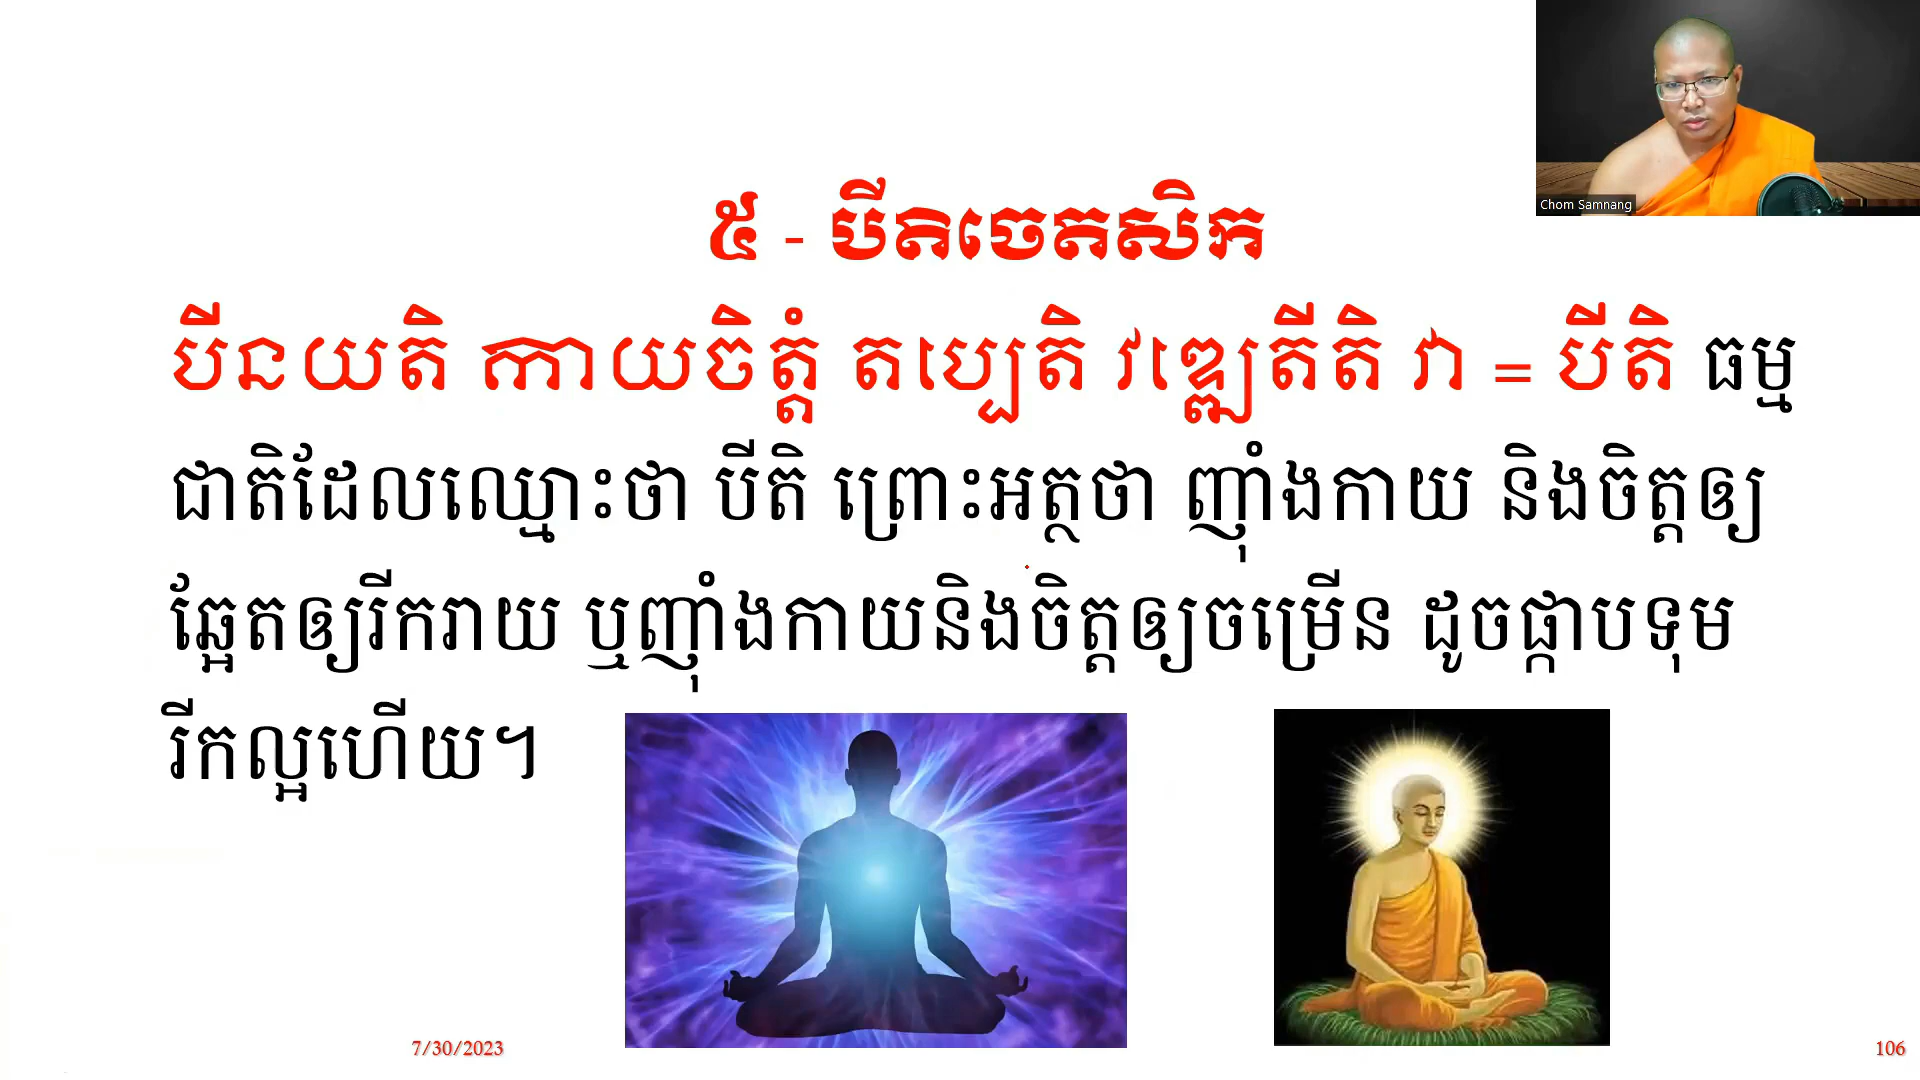 Chom Samnang
៥ - បីតិចេតសិក
បីនយតិ កាយចិត្តំ តប្បេតិ វឌ្ឍេតីតិ វា = បីតិ ធម្ម
ជាតិដែលឈ្មោះថា បីតិ ព្រោះអត្ថថា ញ៉ាំងកាយ និងចិត្តឲ្យ
ឆ្អែតឲ្យរីករាយ ឬញ៉ាំងកាយនិងចិត្តឲ្យចម្រើន ដូចផ្កាបទុម
រីកល្អហើយ។
7/30/2023
106